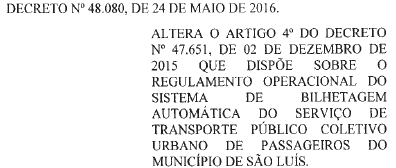 DECRETO Nº 48.080, DE 24 DE MAIO DE 2016.
ALTERA O ARTIGO 4º DO DECRETO
Nº 47.651, DE 02 DE DEZEMBRO DE
2015 QUE DISPÕE SOBRE O
REGULAMENTO OPERACIONAL DO
SISTEMA DE BILHETAGEM
AUTOMÁTICA DO SERVIÇO DE
TRANSPORTE PÚBLICO COLETIVO
URBANO DE PASSAGEIROS DO
MUNICÍPIO DE SÃO LUÍS.